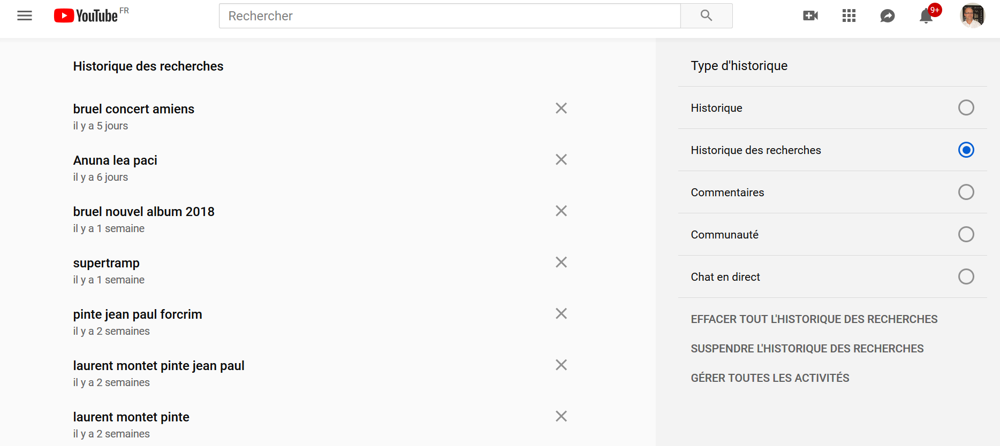 YouTube FR
Rechercher
9+
Historique des recherches
bruel concert amiens
il y a 5 jours
Anuna lea paci
il y a 6 jours
bruel nouvel album 2018
il y a 1 semaine
supertramp
il y a 1 semaine
pinte jean paul forcrim
il y a 2 semaines
laurent montet pinte jean paul
il y a 2 semaines
laurent montet pinte
il y a 2 semaines
Type d'historique
Historique
Historique des recherches
Commentaires
Communauté
Chat en direct
EFFACER TOUT L'HISTORIQUE DES RECHERCHES
SUSPENDRE L'HISTORIQUE DES RECHERCHES
GÉRER TOUTES LES ACTIVITÉS